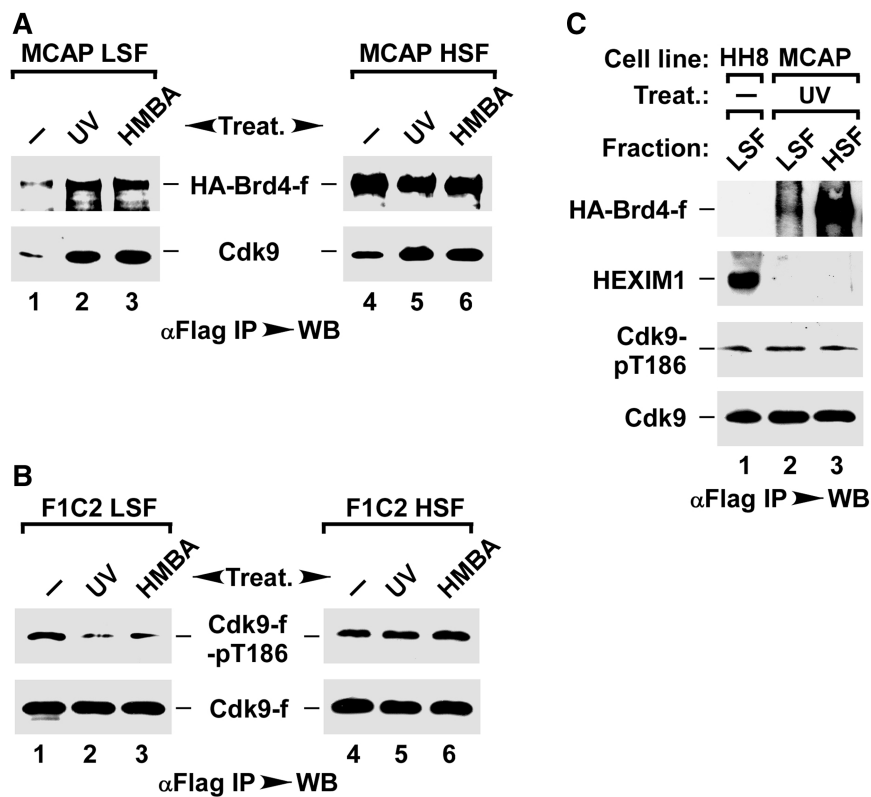 A
MCAP LSF
MCAP HSF
– UV HMBA
Treat.
– UV HMBA
HA-Brd4-f
Cdk9
1 2 3
4 5 6
αFlag IP WB
B
F1C2 LSF
F1C2 HSF
– UV HMBA
Treat.
– UV HMBA
Cdk9-f
-pT186
Cdk9-f
1 2 3
4 5 6
αFlag IP WB
C
Cell line: HH8 MCAP
Treat.: – UV
Fraction: LSF LSF HSF
HA-Brd4-f
HEXIM1
Cdk9-
pT186
Cdk9
1 2 3
αFlag IP WB